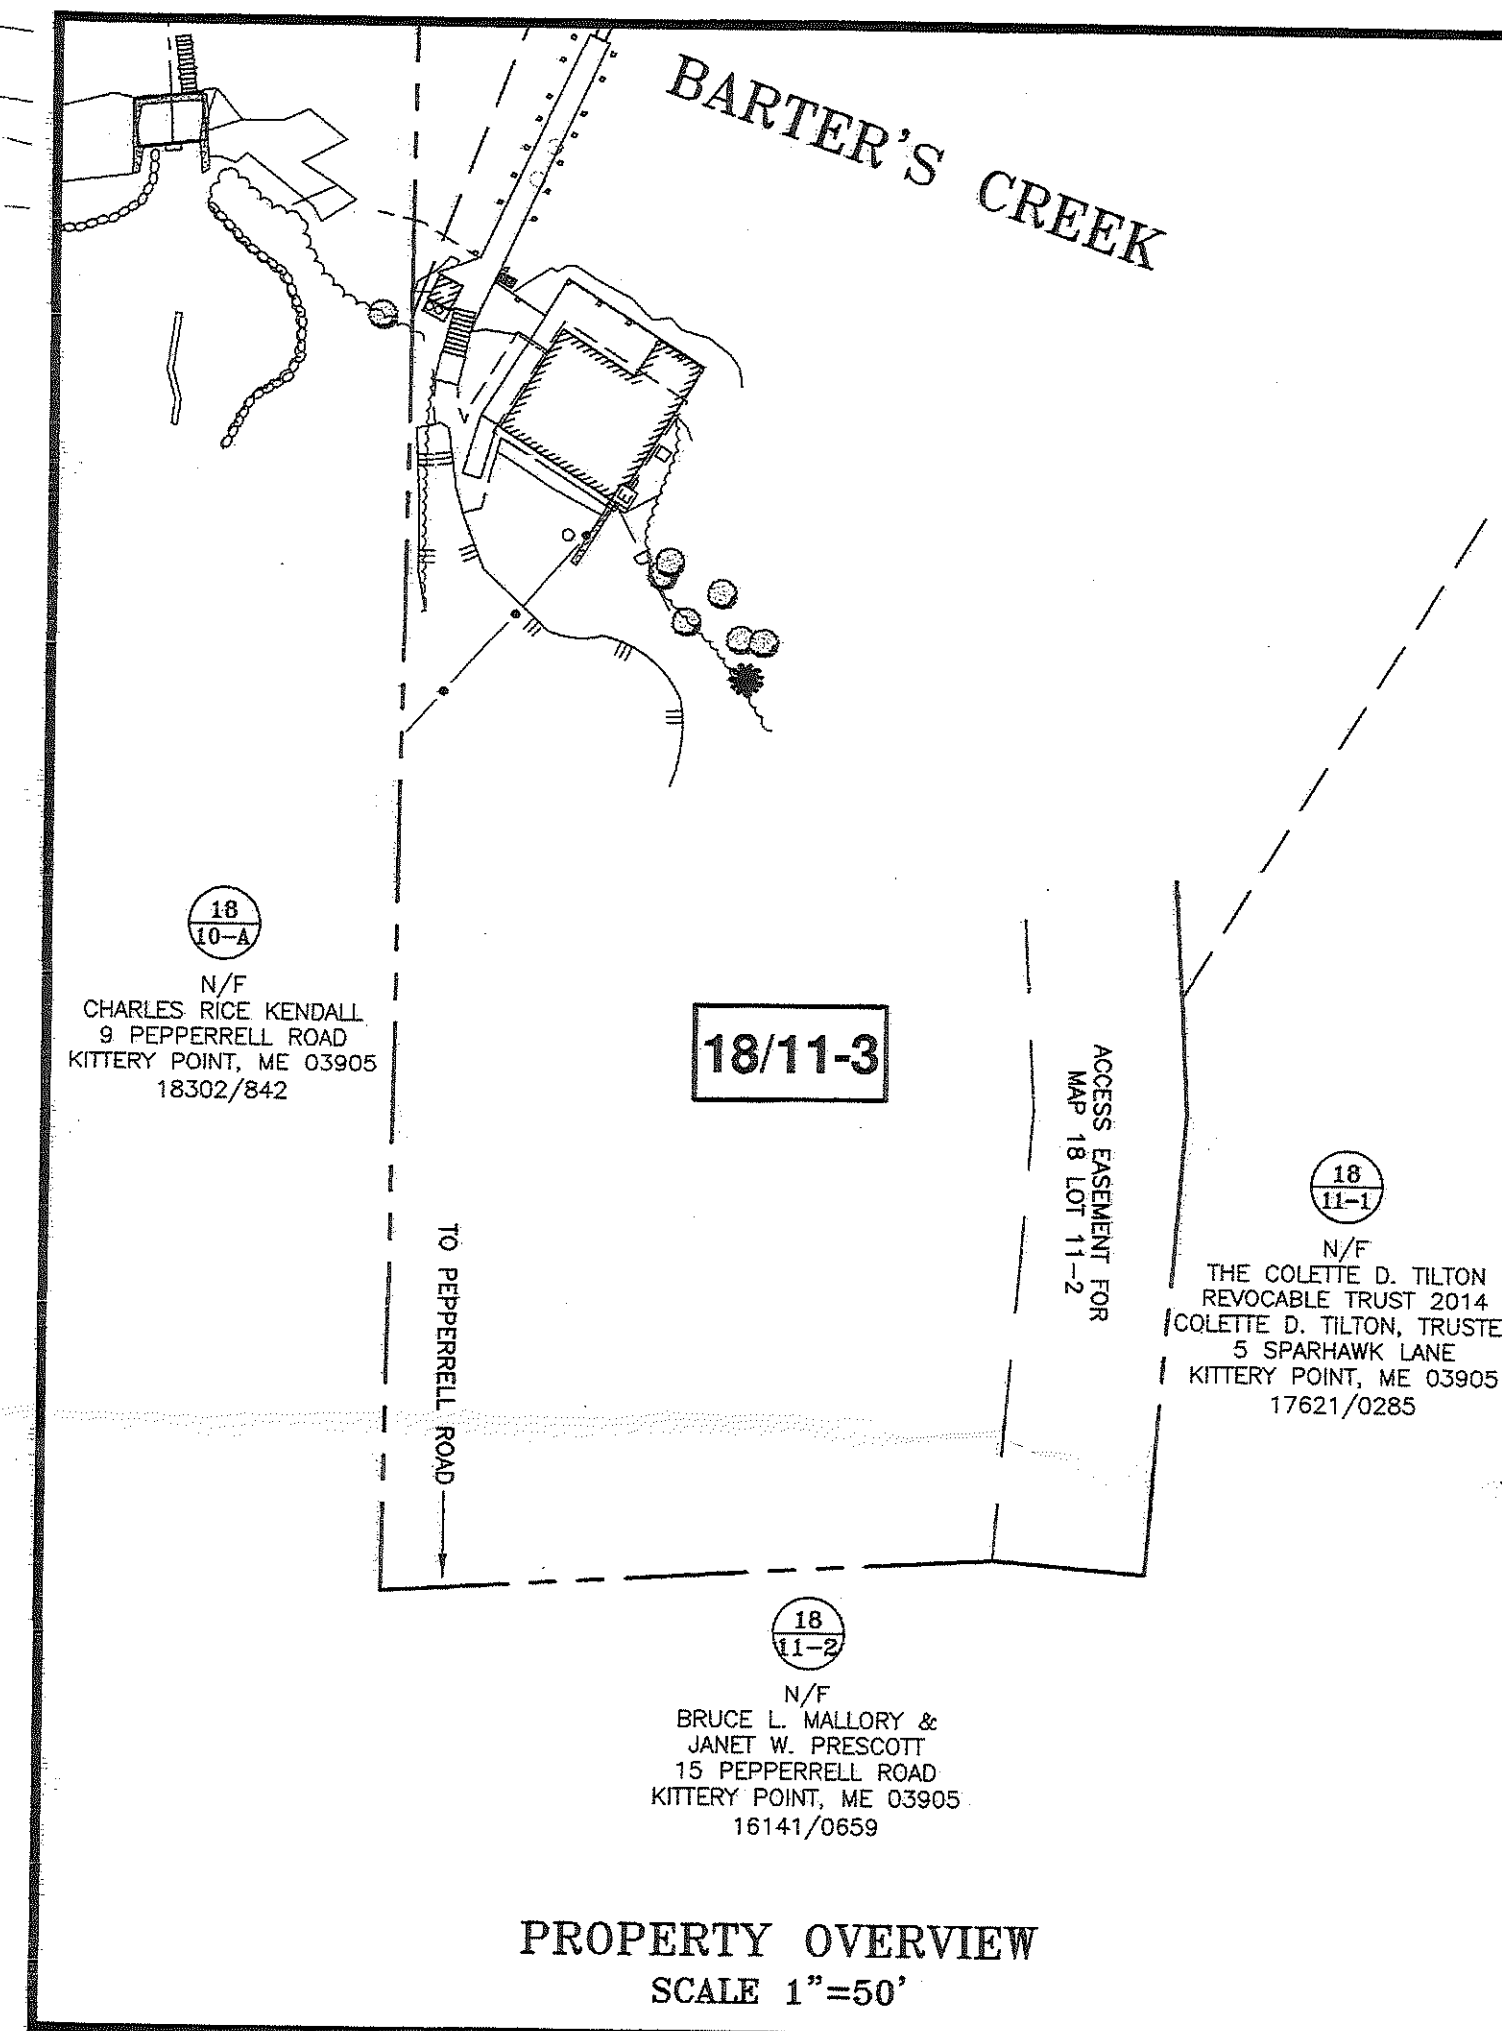 BARTER'S CREEK
E
18
10-A
N/F
CHARLES RICE KENDALL
9 PEPPERRELL ROAD
KITTERY POINT, ME 03905
18302/842
18/11-3
ACCESS EASEMENT FOR
MAP 18 LOT 11-2
18
11-1
N/F
THE COLETTE D. TILTON
REVOCABLE TRUST 2014
COLETTE D. TILTON, TRUSTE
5 SPARHAWK LANE
KITTERY POINT, ME 03905
17621/0285
TO PEPPERRELL ROAD
18
11-2
N/F
BRUCE L. MALLORY &
JANET W. PRESCOTT
15 PEPPERRELL ROAD
KITTERY POINT, ME 03905
16141/0659
PROPERTY OVERVIEW
SCALE 1"=50'